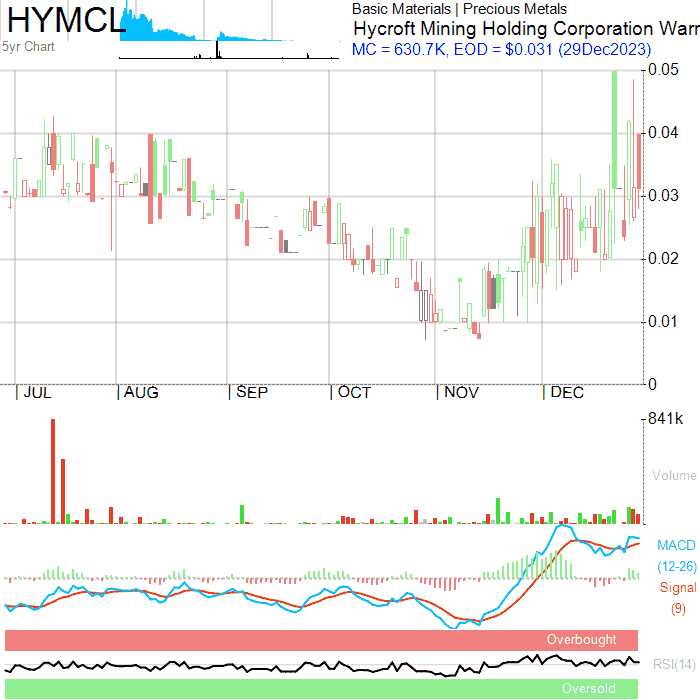 HYMCL
5yr Chart
Basic Materials | Precious Metals
Hycroft Mining Holding Corporation Warr
MC = 630.7K, EOD = $0.031 (29Dec2023)
0.05
0.04
0.03
0.02
0.01
0
JUL AUG SEP OCT NOV DEC
841k
Volume
MACD
(12-26)
Signal
(9)
Overbought
RSI(14)
Oversold